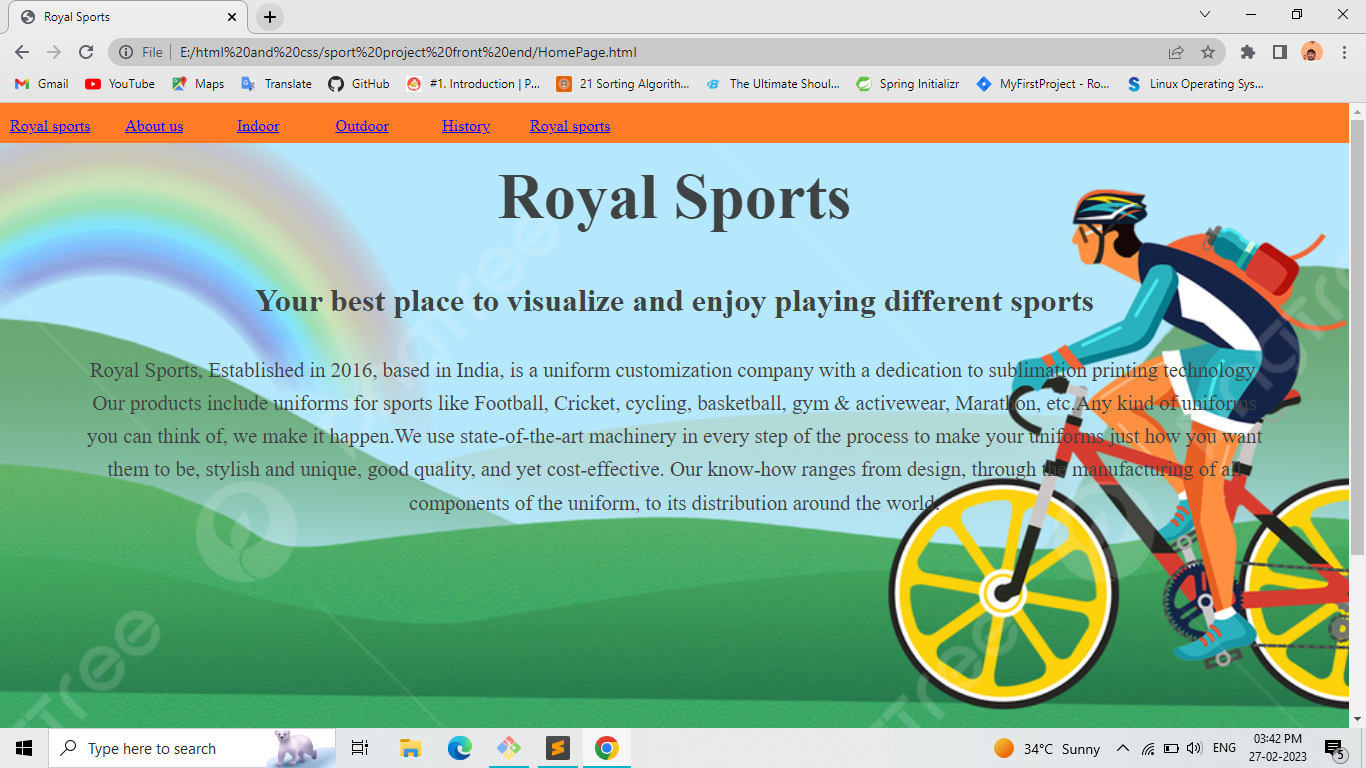 Royal Sports
File | E:/html%20and%20css/sport%20project%20front%20end/HomePage.html
Gmail YouTube Maps Translate GitHub #1. Introduction | P... 21 Sorting Algorith... The Ultimate Shoul... Spring Initializr MyFirstProject - Ro... Linux Operating Sys...
Royal sports About us Indoor Outdoor History Royal sports
Royal Sports
Your best place to visualize and enjoy playing different sports
Royal Sports, Established in 2016, based in India, is a uniform customization company with a dedication to sublimation printing technology
Our products include uniforms for sports like Football, Cricket, cycling, basketball, gym & activewear, Marathon, etc.Any kind of uniforms
you can think of, we make it happen.We use state-of-the-art machinery in every step of the process to make your uniforms just how you want
them to be, stylish and unique, good quality, and yet cost-effective. Our know-how ranges from design, through the manufacturing of all
components of the uniform, to its distribution around the world.
Type here to search
34°C Sunny
ENG
03:42 PM
27-02-2023
5